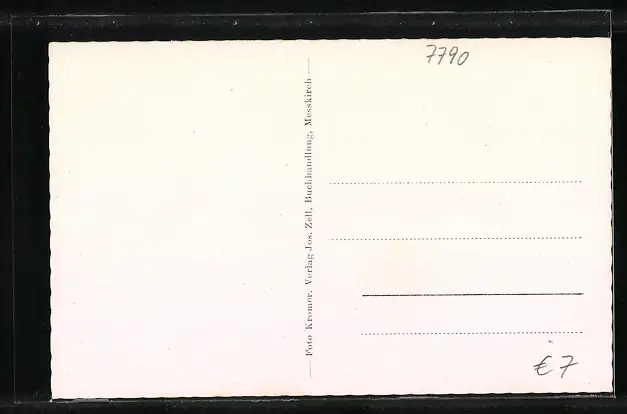 7790
Foto Kromer. Verlag Jos. Zell, Buchhandlung, Messkirch
€ 7